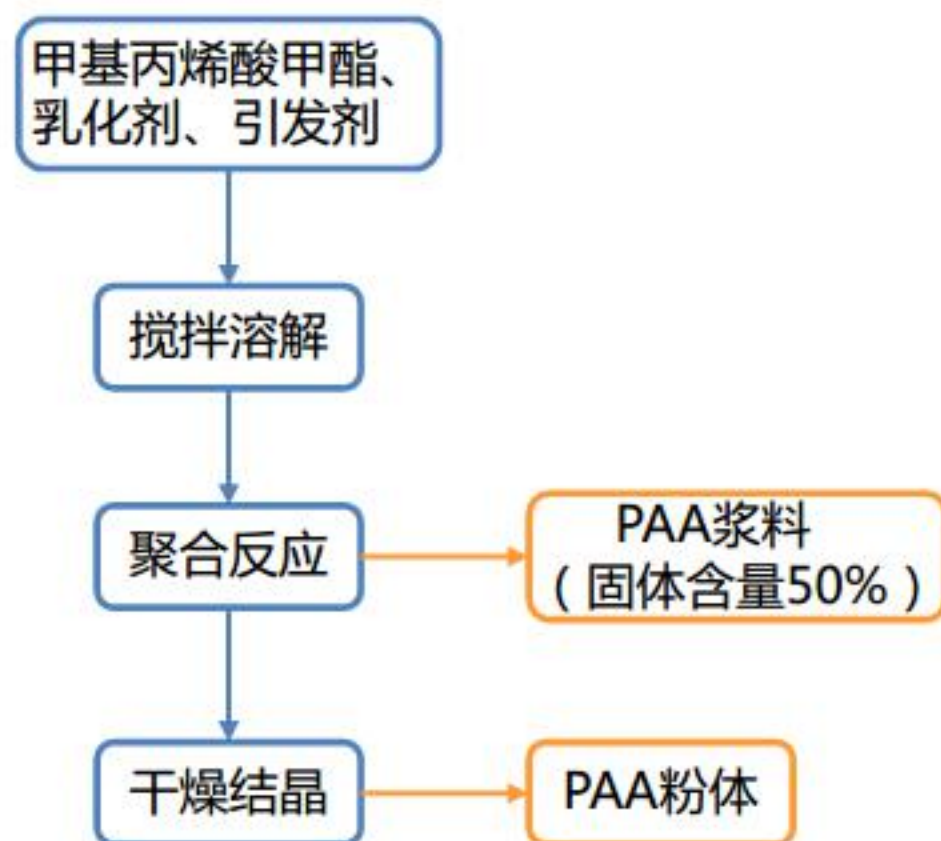 甲基丙烯酸甲酯、
乳化剂、引发剂
搅拌溶解
聚合反应
PAA浆料
（固体含量50%）
干燥结晶
PAA粉体